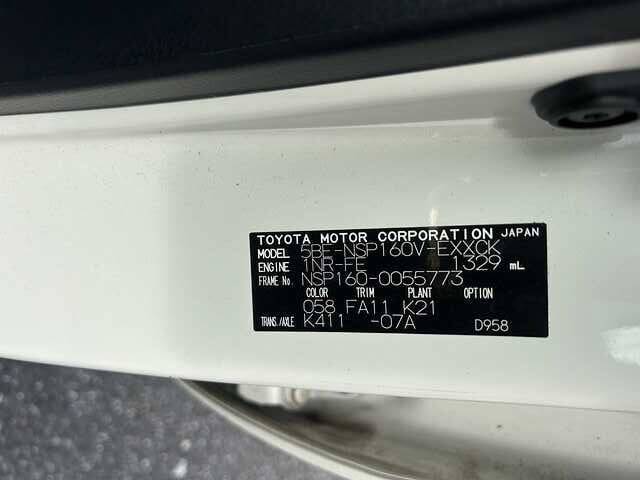 TOYOTA MOTOR CORPORATION JAPAN
MODEL 5BF-NSP160V-EXXCK
ENGINE 1NR-FE 1329 mL
FRAME No. NSP160-0055773
COLOR TRIM PLANT OPTION
058 FA11 K21
TRANS./AXLE K411 -07A D958